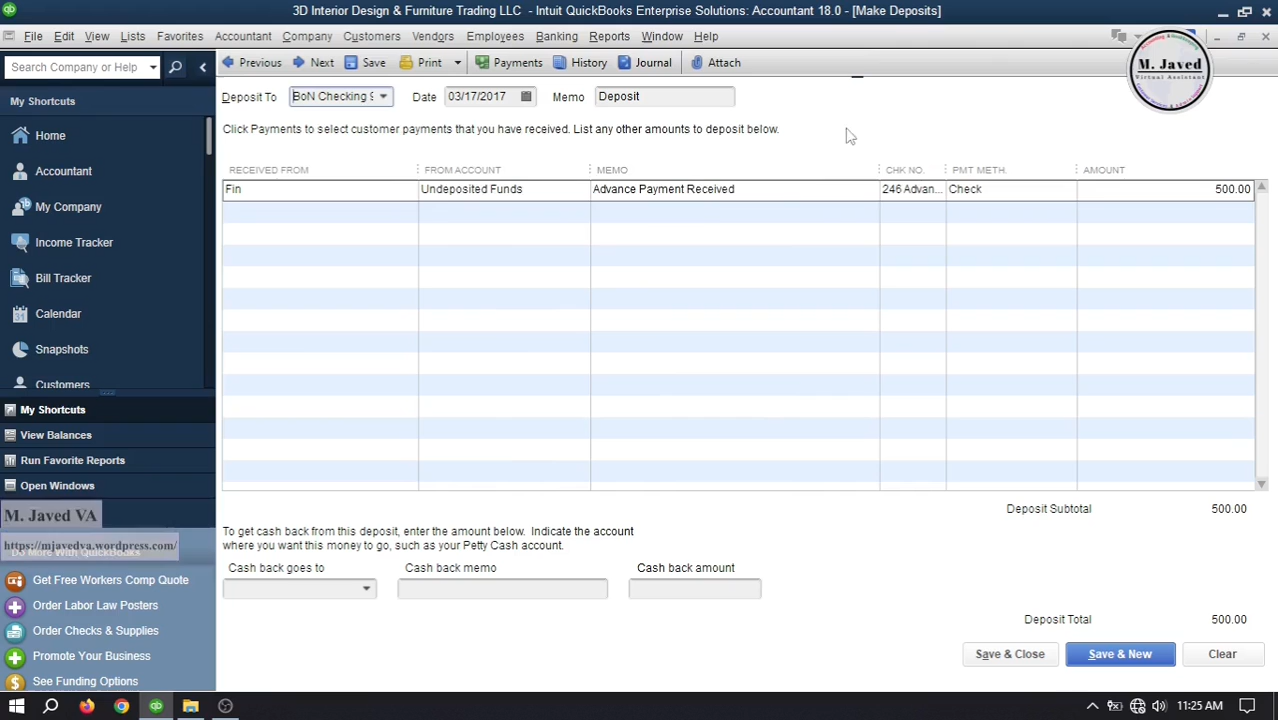 3D Interior Design & Furniture Trading LLC - Intuit QuickBooks Enterprise Solutions: Accountant 18.0 - [Make Deposits]
File Edit View Lists Favorites Accountant Company Customers Vendors Employees Banking Reports Window Help
Search Company or Help
Previous Next Save Print Payments History Journal Attach
M. Javed
Virtual Assistant
My Shortcuts
Home
Accountant
My Company
Income Tracker
Bill Tracker
Calendar
Snapshots
Customers
My Shortcuts
View Balances
Run Favorite Reports
Open Windows
M. Javed VA
https://mjavedva.wordpress.com/
Do More With QuickBooks
Get Free Workers Comp Quote
Order Labor Law Posters
Order Checks & Supplies
Promote Your Business
See Funding Options
Deposit To BoN Checking 9 Date 03/17/2017 Memo Deposit
Click Payments to select customer payments that you have received. List any other amounts to deposit below.
RECEIVED FROM FROM ACCOUNT MEMO CHK NO. PMT METH. AMOUNT
Fin Undeposited Funds Advance Payment Received 246 Advan... Check 500.00
Deposit Subtotal 500.00
To get cash back from this deposit, enter the amount below. Indicate the account
where you want this money to go, such as your Petty Cash account.
Cash back goes to Cash back memo Cash back amount
Deposit Total 500.00
Save & Close Save & New Clear
11:25 AM